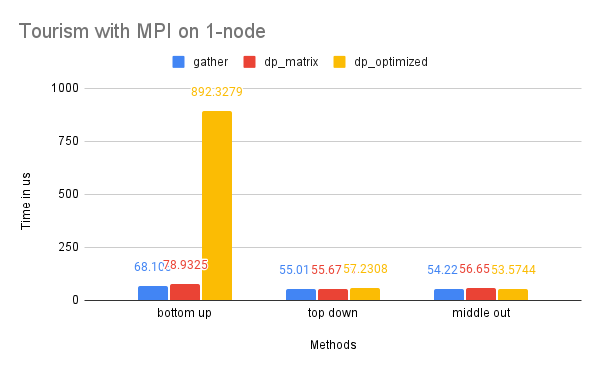 Tourism with MPI on 1-node
gather dp_matrix dp_optimized
1000
750
500
250
0
Time in us
892.3279
78.9325
55.01 55.67 57.2308
54.22 56.65 53.5744
bottom up top down middle out
Methods